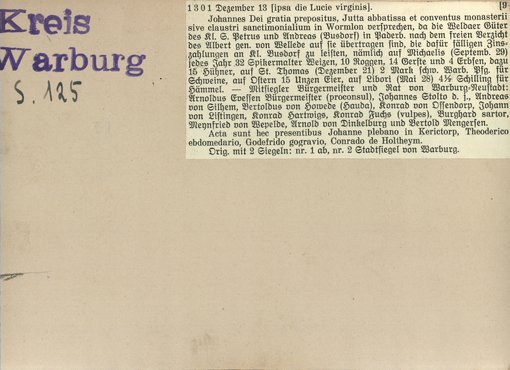 Kreis
Warburg
S. 125
1301 Dezember 13 [ipsa die Lucie virginis]. [9
Johannes Dei gratia prepositus, Jutta abbatissa et conventus monasterii
sive claustri sanctimonialium in Wormlon versprechen, da die Weldaer Güter
des Kl. S. Petrus und Andreas (Busdorf) in Paderb. nach dem freien Verzicht
des Albert gen. von Wellede auf sie übertragen sind, die dafür fälligen Zins-
zahlungen an Kl. Busdorf zu leisten, nämlich auf Michaelis (Septemb. 29)
jedes Jahr 32 Spikermalter Weizen, 10 Roggen, 14 Gerste und 4 Erbsen, dazu
15 Hühner, auf St. Thomas (Dezember 21) 2 Mark schw. Warb. Pfg. für
Schweine, auf Ostern 15 Unzen Eier, auf Libori (Mai 28) 4½ Schilling für
Hämmel. — Mitsiegler Bürgermeister und Rat von Warburg-Neustadt:
Arnoldus Evessen Bürgermeister (proconsul), Johannes Stolte d. J., Andreas
von Silhem, Bertoldus von Howede (Hauda), Konrad von Ossendorp, Johann
von Listingen, Konrad Hartwigs, Konrad Fuchs (vulpes), Burghard sartor,
Meynfried von Wepelde, Arnold von Dinkelburg und Bertold Mengersen.
Acta sunt hec presentibus Johanne plebano in Kerictorp, Theoderico
ebdomedario, Godefrido gogravio, Conrado de Holtheym.
Orig. mit 2 Siegeln: nr. 1 ab, nr. 2 Stadtsiegel von Warburg.